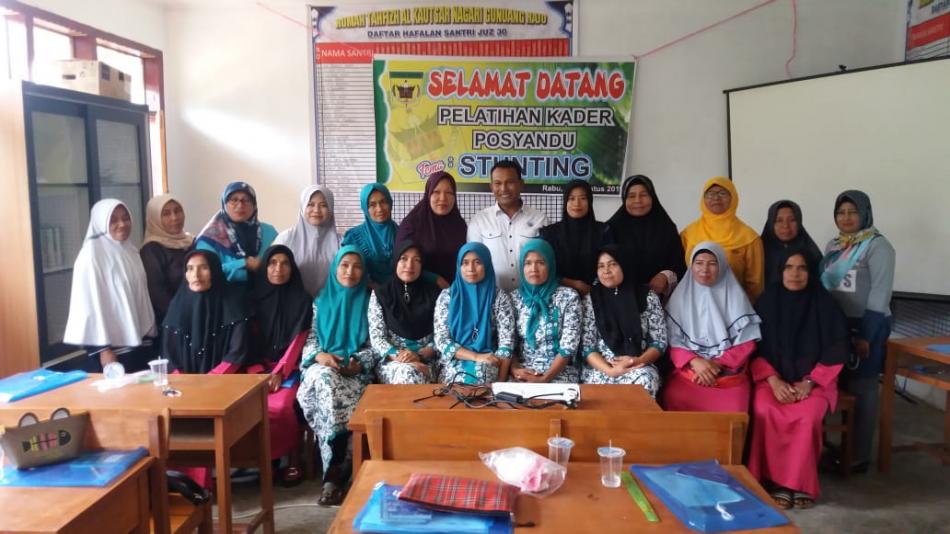 RUMAH TAHFIZH AL KAUTSAR NAGARI GUNUANG RAJO
DAFTAR HAFALAN SANTRI JUZ 30
NAMA SANTRI
SELAMAT DATANG
PELATIHAN KADER
POSYANDU
: STUNTING
Rabu,